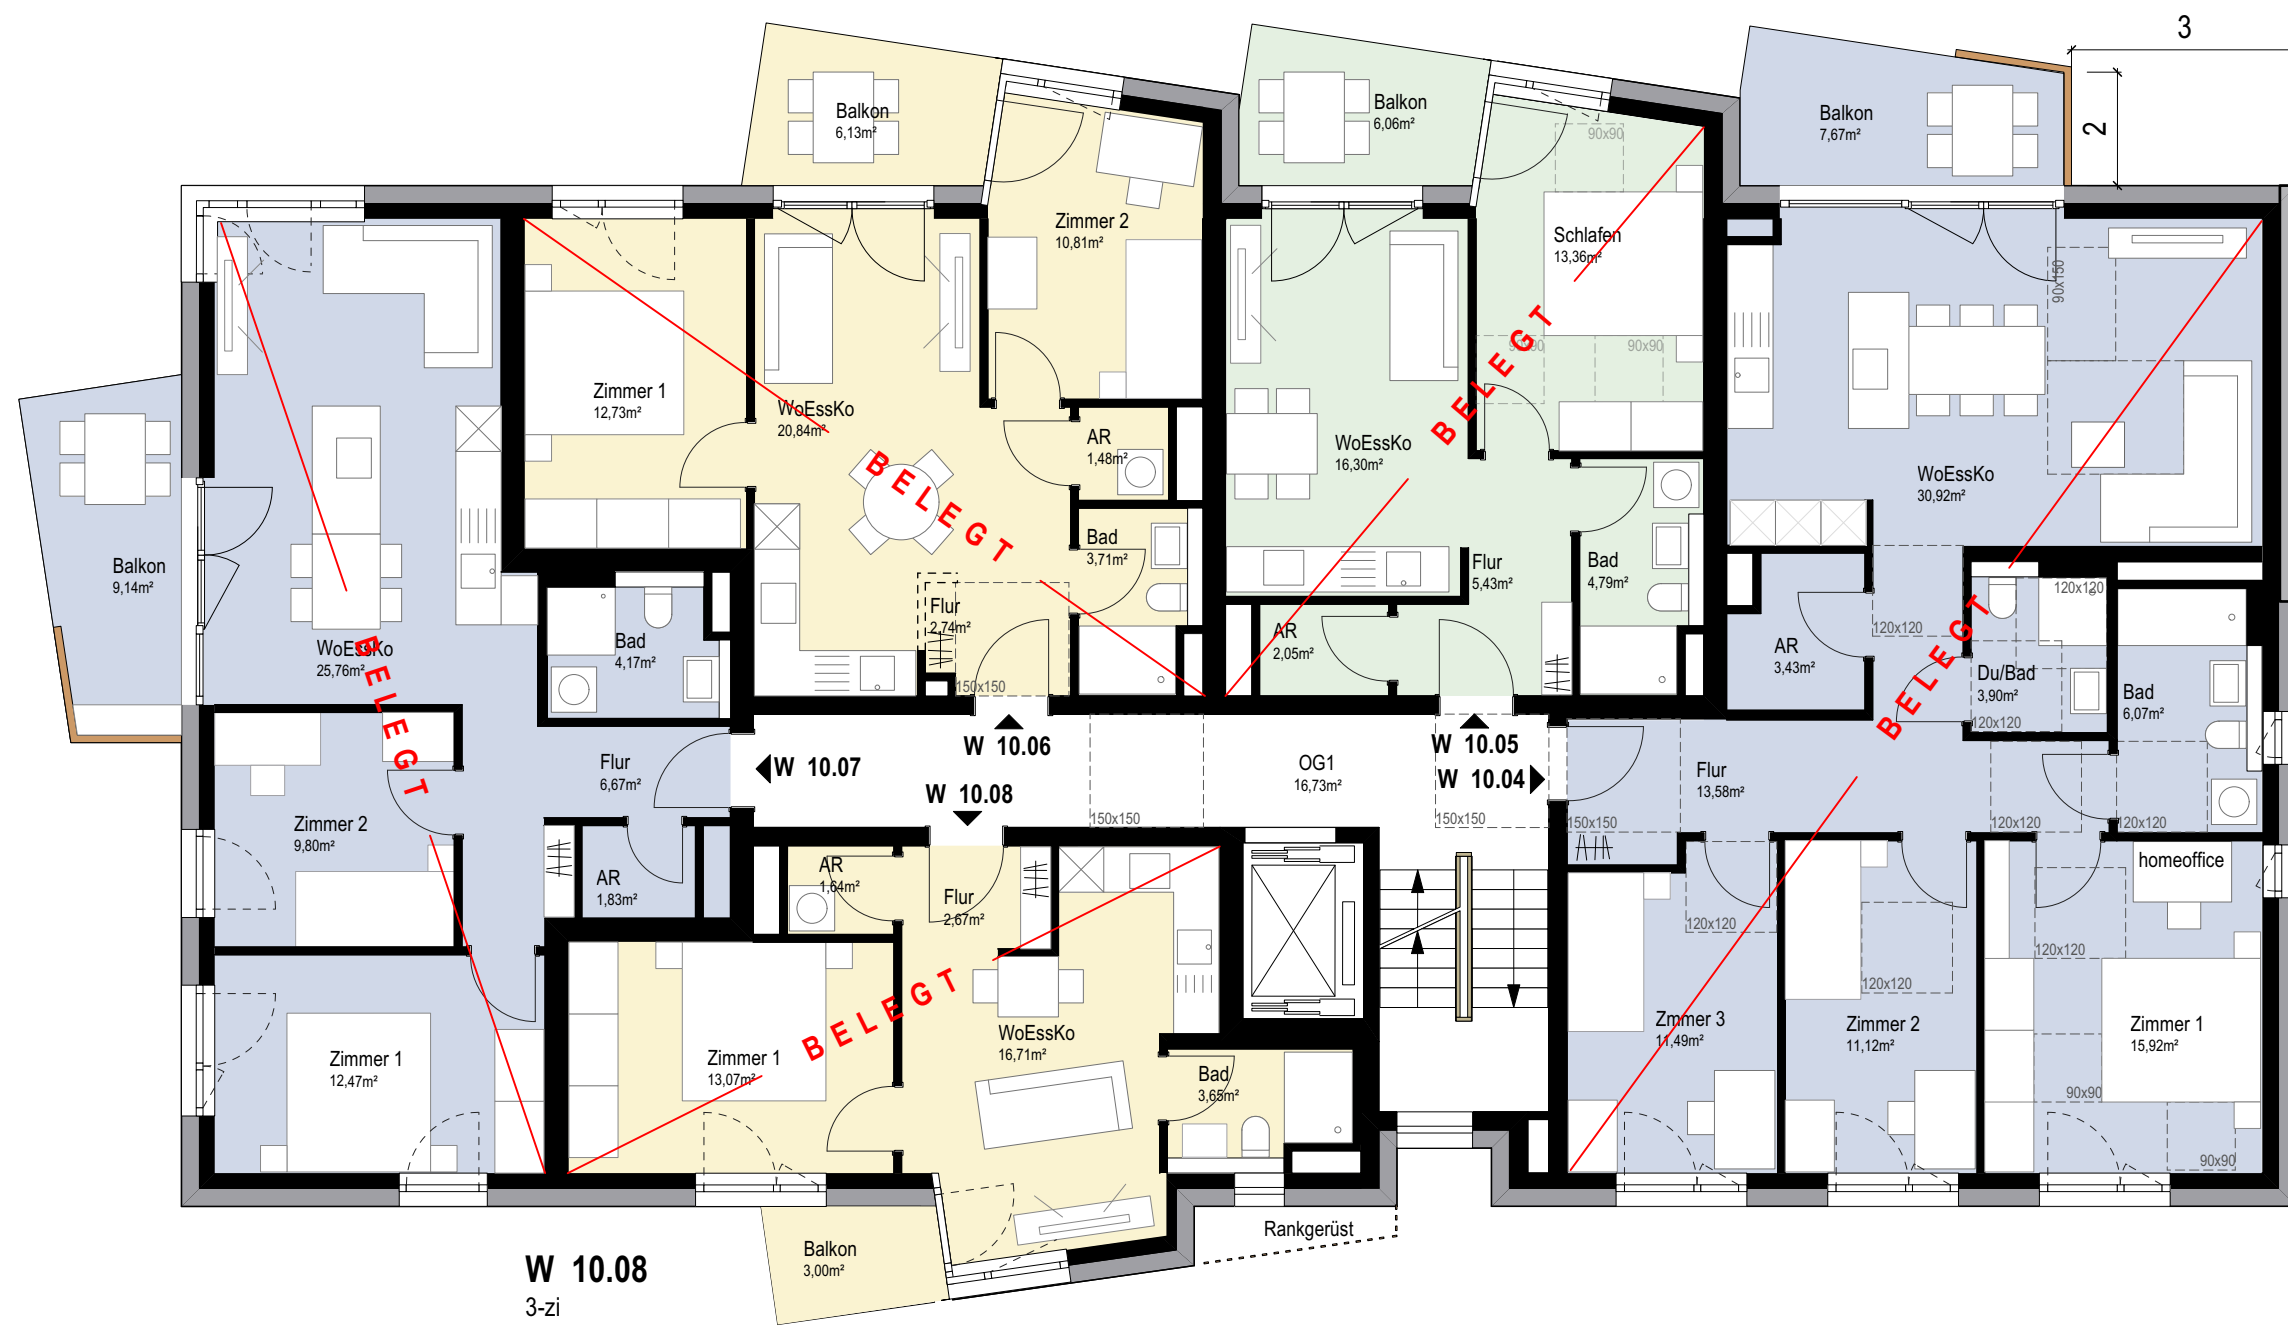 3
2
Balkon
6,13m²
Balkon
6,06m²
Balkon
7,67m²
90x90
Zimmer 2
10,81m²
Schlafen
13,36m²
90x150
90x90
90x90
Zimmer 1
12,73m²
WoEssKo
20,84m²
AR
1,48m²
WoEssKo
16,30m²
WoEssKo
30,92m²
BELEGT
BELEGT
Bad
3,71m²
Flur
5,43m²
Bad
4,79m²
Balkon
9,14m²
Flur
2,74m²
120x120
120x120
Bad
4,17m²
WoEssKo
25,76m²
AR
2,05m²
AR
3,43m²
Du/Bad
3,90m²
Bad
6,07m²
150x150
120x120
BELEGT
BELEGT
W 10.06
W 10.05
W 10.07
W 10.04
W 10.08
OG1
16,73m²
Flur
6,67m²
Flur
13,58m²
150x150
150x150
150x150
120x120
120x120
Zimmer 2
9,80m²
AR
1,83m²
AR
1,64m²
Flur
2,67m²
homeoffice
120x120
120x120
120x120
BELEGT
Zimmer 1
12,47m²
Zimmer 1
13,07m²
WoEssKo
16,71m²
Bad
3,65m²
Zmmer 3
11,49m²
Zimmer 2
11,12m²
Zimmer 1
15,92m²
90x90
90x90
Rankgerüst
Balkon
3,00m²
W 10.08
3-zi